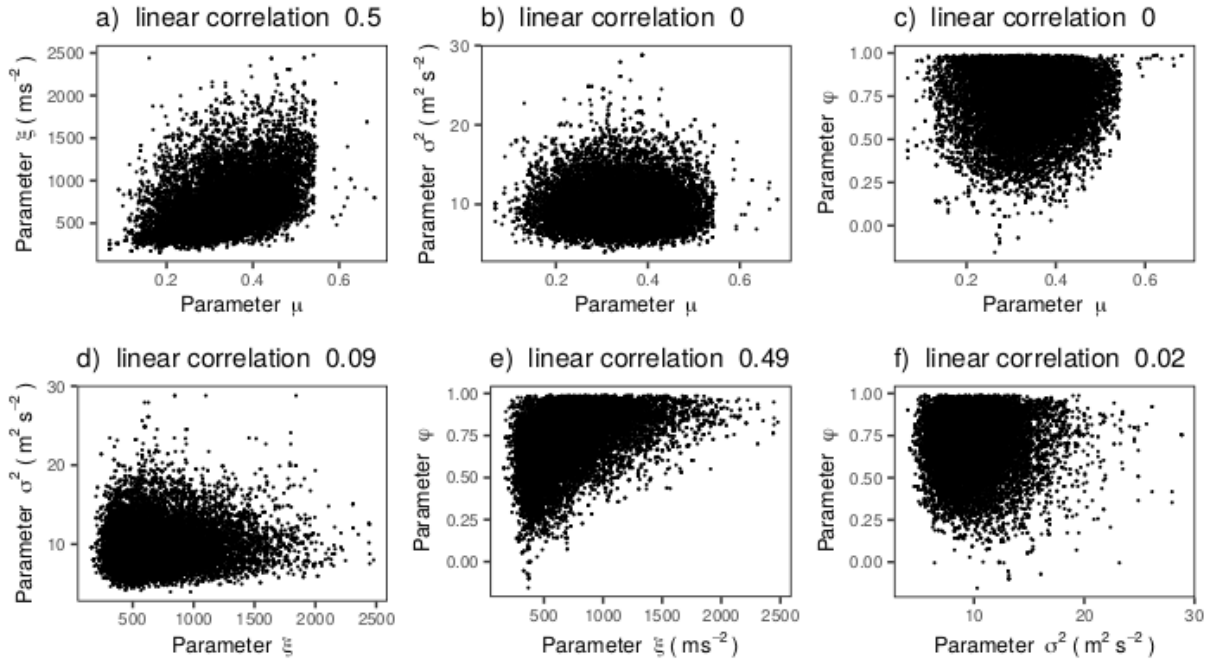 a) linear correlation 0.5
b) linear correlation 0
c) linear correlation 0
2500
2000
1500
1000
500
Parameter ξ ( ms⁻² )
0.2
0.4
0.6
Parameter μ
30
20
10
Parameter σ² ( m² s⁻² )
0.2
0.4
0.6
Parameter μ
1.00
0.75
0.50
0.25
0.00
Parameter φ
0.2
0.4
0.6
Parameter μ
d) linear correlation 0.09
e) linear correlation 0.49
f) linear correlation 0.02
30
20
10
Parameter σ² ( m² s⁻² )
500
1000
1500
2000
2500
Parameter ξ
1.00
0.75
0.50
0.25
0.00
Parameter φ
500
1000
1500
2000
2500
Parameter ξ ( ms⁻² )
1.00
0.75
0.50
0.25
0.00
Parameter φ
10
20
30
Parameter σ² ( m² s⁻² )